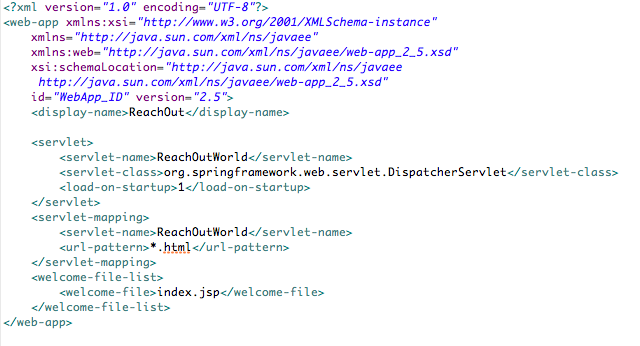 <?xml version="1.0" encoding="UTF-8"?>
<web-app xmlns:xsi="http://www.w3.org/2001/XMLSchema-instance"
    xmlns="http://java.sun.com/xml/ns/javaee"
    xmlns:web="http://java.sun.com/xml/ns/javaee/web-app_2_5.xsd"
    xsi:schemaLocation="http://java.sun.com/xml/ns/javaee
     http://java.sun.com/xml/ns/javaee/web-app_2_5.xsd"
    id="WebApp_ID" version="2.5">
    <display-name>ReachOut</display-name>

    <servlet>
        <servlet-name>ReachOutWorld</servlet-name>
        <servlet-class>org.springframework.web.servlet.DispatcherServlet</servlet-class>
        <load-on-startup>1</load-on-startup>
    </servlet>
    <servlet-mapping>
        <servlet-name>ReachOutWorld</servlet-name>
        <url-pattern>*.html</url-pattern>
    </servlet-mapping>
    <welcome-file-list>
        <welcome-file>index.jsp</welcome-file>
    </welcome-file-list>
</web-app>